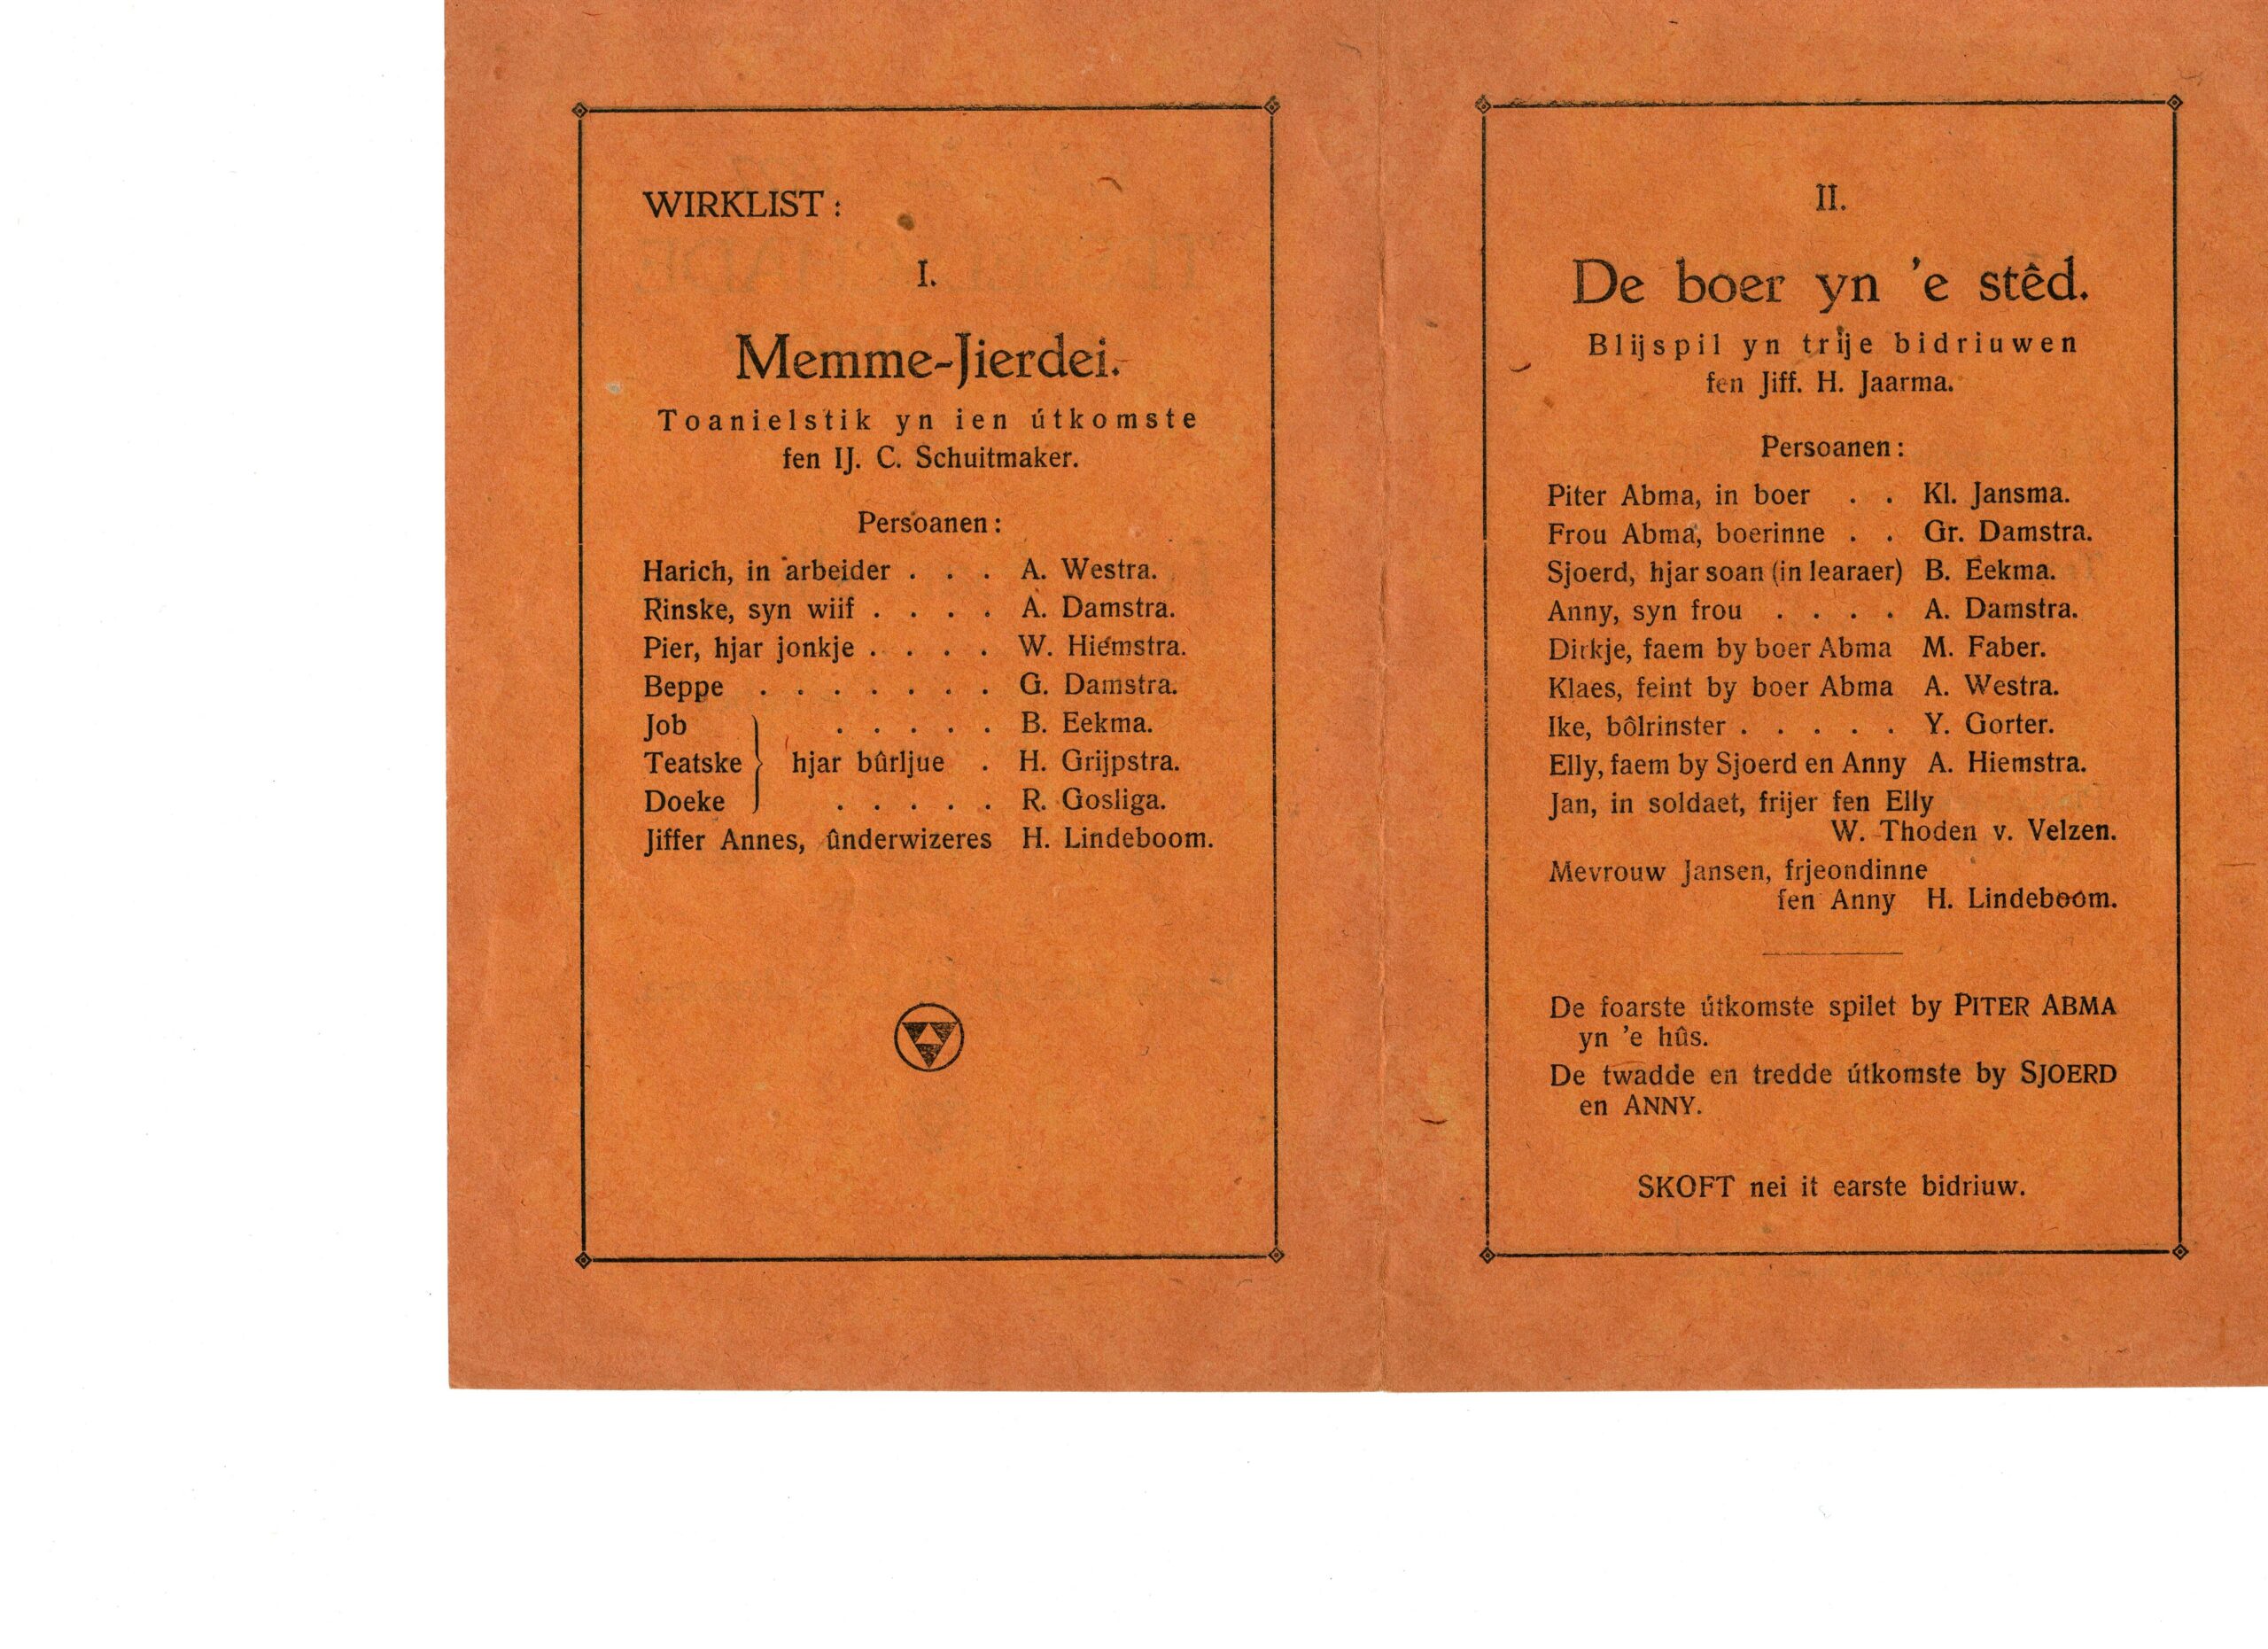 WIRKLIST:
I.
Memme-Jierdei.
Toanielstik yn ien útkomste
fen IJ. C. Schuitmaker.
Persoanen:
Harich, in arbeider . . . A. Westra.
Rinske, syn wiif . . . . A. Damstra.
Pier, hjar jonkje . . . . W. Hiemstra.
Beppe . . . . . . . G. Damstra.
Job . . . . . B. Eekma.
Teatske } hjar bûrljue . H. Grijpstra.
Doeke . . . . . R. Gosliga.
Jiffer Annes, ûnderwizeres H. Lindeboom.
II.
De boer yn 'e stêd.
Blijspil yn trije bidriuwen
fen Jiff. H. Jaarma.
Persoanen:
Piter Abma, in boer . . Kl. Jansma.
Frou Abma, boerinne . . Gr. Damstra.
Sjoerd, hjar soan (in learaer) B. Eekma.
Anny, syn frou . . . . A. Damstra.
Dirkje, faem by boer Abma M. Faber.
Klaes, feint by boer Abma A. Westra.
Ike, bôlrinster . . . . . Y. Gorter.
Elly, faem by Sjoerd en Anny A. Hiemstra.
Jan, in soldaet, frijer fen Elly
W. Thoden v. Velzen.
Mevrouw Jansen, frjeondinne
fen Anny H. Lindeboom.
De foarste útkomste spilet by PITER ABMA
yn 'e hûs.
De twadde en tredde útkomste by SJOERD
en ANNY.
SKOFT nei it earste bidriuw.